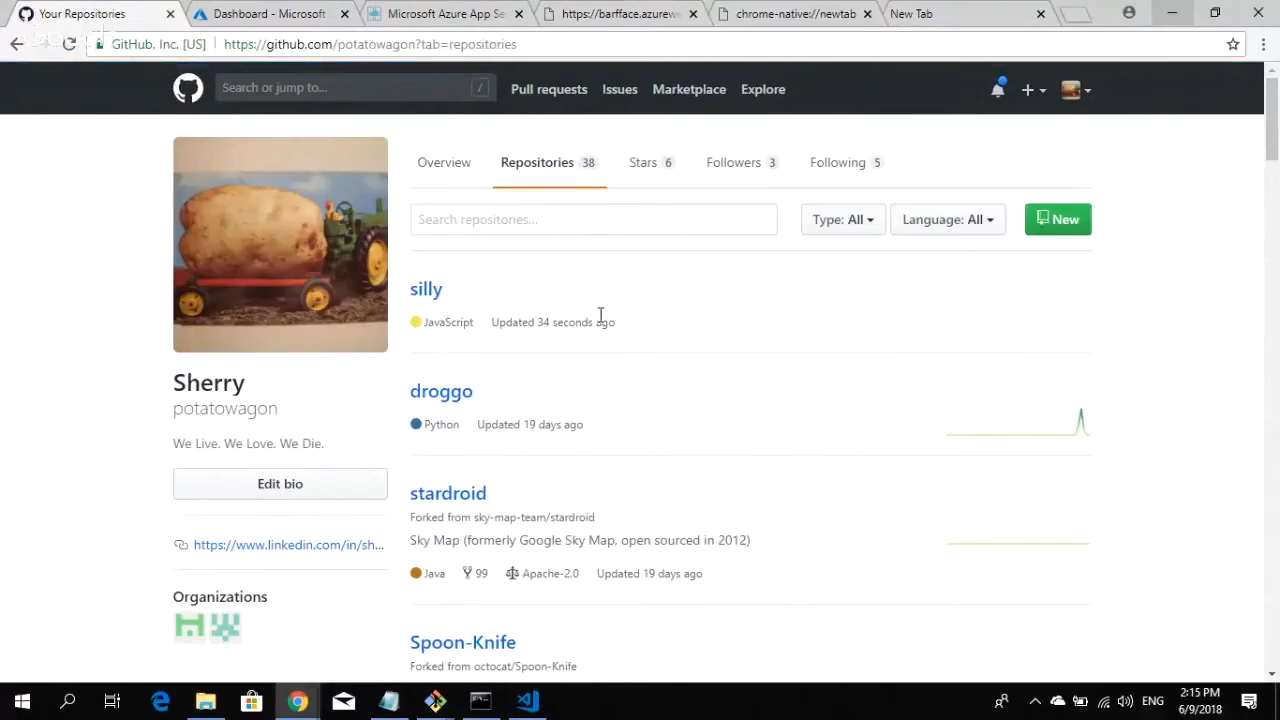 Your Repositories
Dashboard - Microsoft
Microsoft Azure App Se
https://barface.azurewe
chrome-native://newtab
New Tab
GitHub, Inc. [US]
https://github.com/potatowagon?tab=repositories
Search or jump to...
/
Pull requests
Issues
Marketplace
Explore
Overview
Repositories 38
Stars 6
Followers 3
Following 5
Search repositories...
Type: All
Language: All
New
silly
JavaScript Updated 34 seconds ago
droggo
Python Updated 19 days ago
stardroid
Forked from sky-map-team/stardroid
Sky Map (formerly Google Sky Map, open sourced in 2012)
Java 99 Apache-2.0 Updated 19 days ago
Spoon-Knife
Forked from octocat/Spoon-Knife
Sherry
potatowagon
We Live. We Love. We Die.
Edit bio
https://www.linkedin.com/in/sh...
Organizations
ENG
2:15 PM
6/9/2018